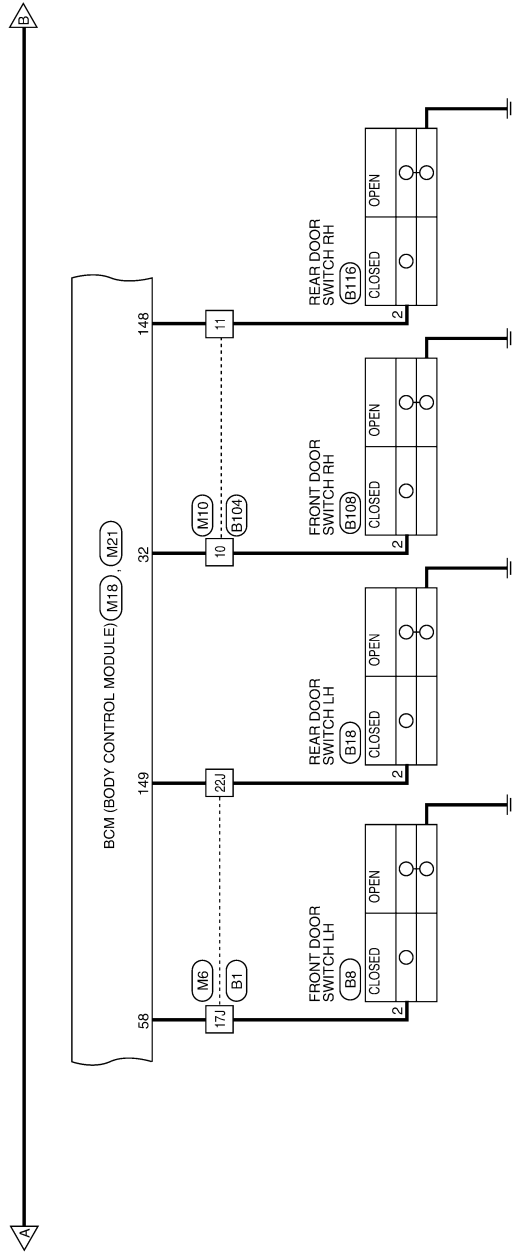 A
B
BCM (BODY CONTROL MODULE) M18 , M21
58
149
32
148
M6
M10
17J
22J
10
11
B1
B104
FRONT DOOR
SWITCH LH
B8
CLOSED
OPEN
2
REAR DOOR
SWITCH LH
B18
CLOSED
OPEN
2
FRONT DOOR
SWITCH RH
B108
CLOSED
OPEN
2
REAR DOOR
SWITCH RH
B116
CLOSED
OPEN
2